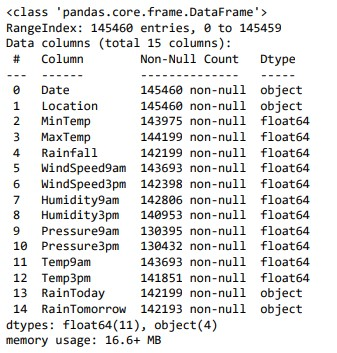 <class 'pandas.core.frame.DataFrame'>
RangeIndex: 145460 entries, 0 to 145459
Data columns (total 15 columns):
 #   Column         Non-Null Count   Dtype
---  ------         --------------   -----
 0   Date           145460 non-null  object
 1   Location       145460 non-null  object
 2   MinTemp        143975 non-null  float64
 3   MaxTemp        144199 non-null  float64
 4   Rainfall       142199 non-null  float64
 5   WindSpeed9am   143693 non-null  float64
 6   WindSpeed3pm   142398 non-null  float64
 7   Humidity9am    142806 non-null  float64
 8   Humidity3pm    140953 non-null  float64
 9   Pressure9am    130395 non-null  float64
 10  Pressure3pm    130432 non-null  float64
 11  Temp9am        143693 non-null  float64
 12  Temp3pm        141851 non-null  float64
 13  RainToday      142199 non-null  object
 14  RainTomorrow   142193 non-null  object
dtypes: float64(11), object(4)
memory usage: 16.6+ MB